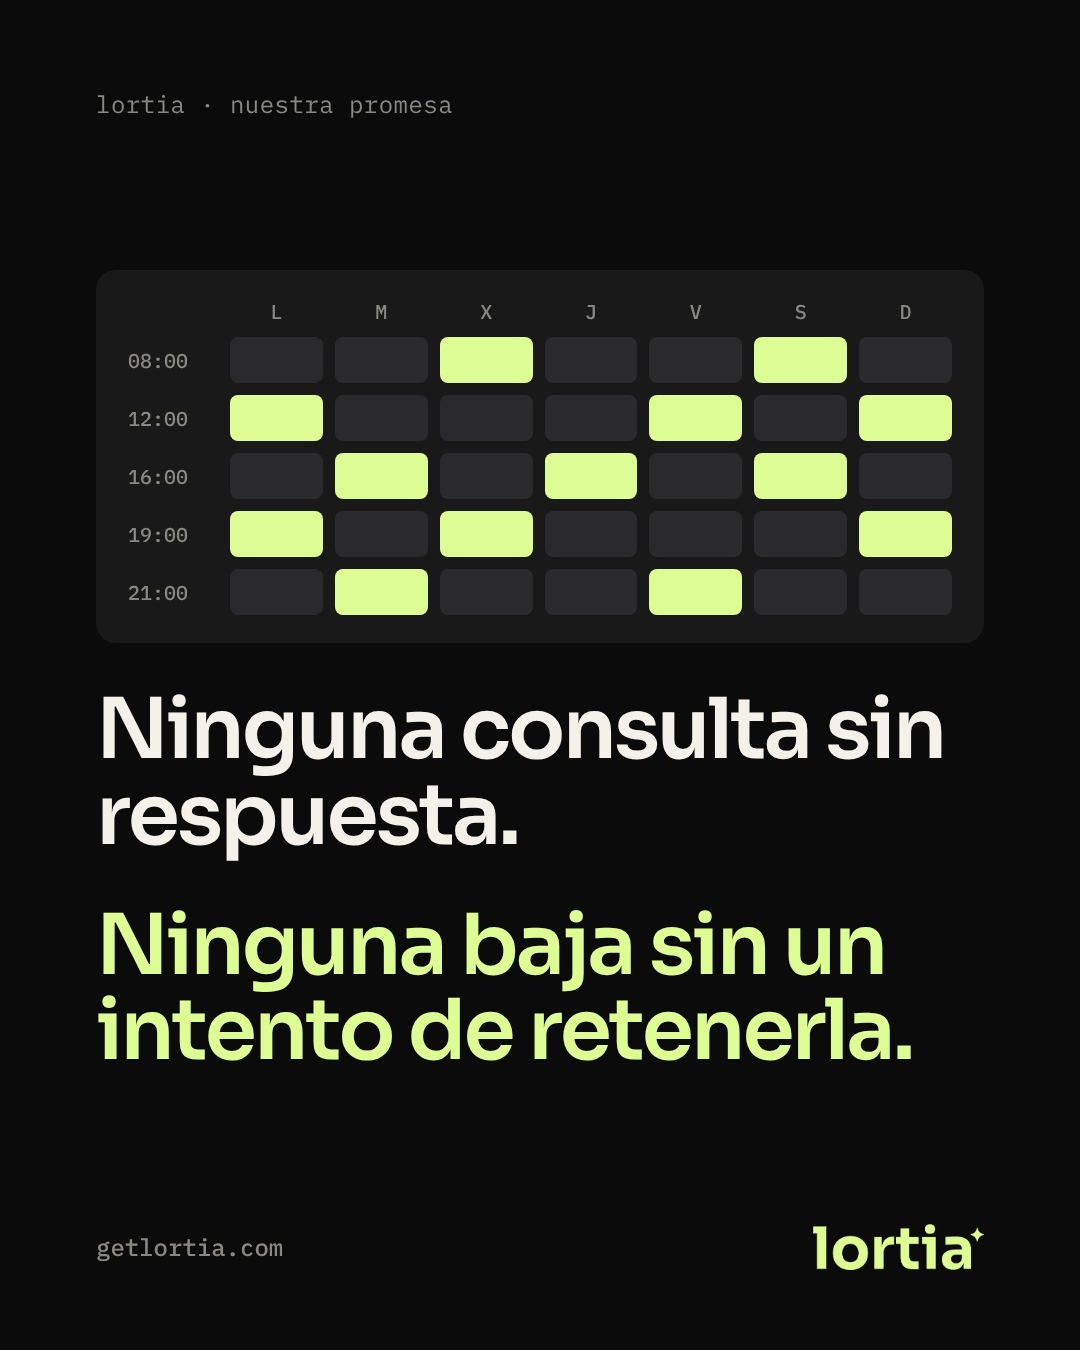 lortia · nuestra promesa
L M X J V S D
08:00
12:00
16:00
19:00
21:00
Ninguna consulta sin
respuesta.
Ninguna baja sin un
intento de retenerla.
getlortia.com
lortia